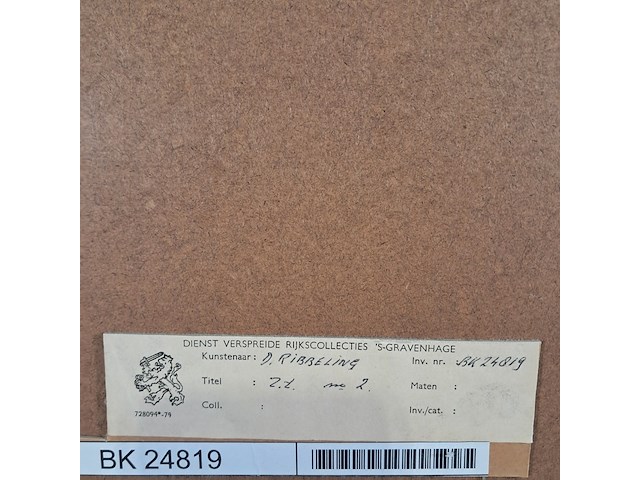 DIENST VERSPREIDE RIJKSCOLLECTIES 'S-GRAVENHAGE
Kunstenaar : D. RIBBELING Inv. nr. BK 24819
Titel : Z.t. no 2. Maten :
Coll. : Inv./cat. :
728094*-79
BK 24819